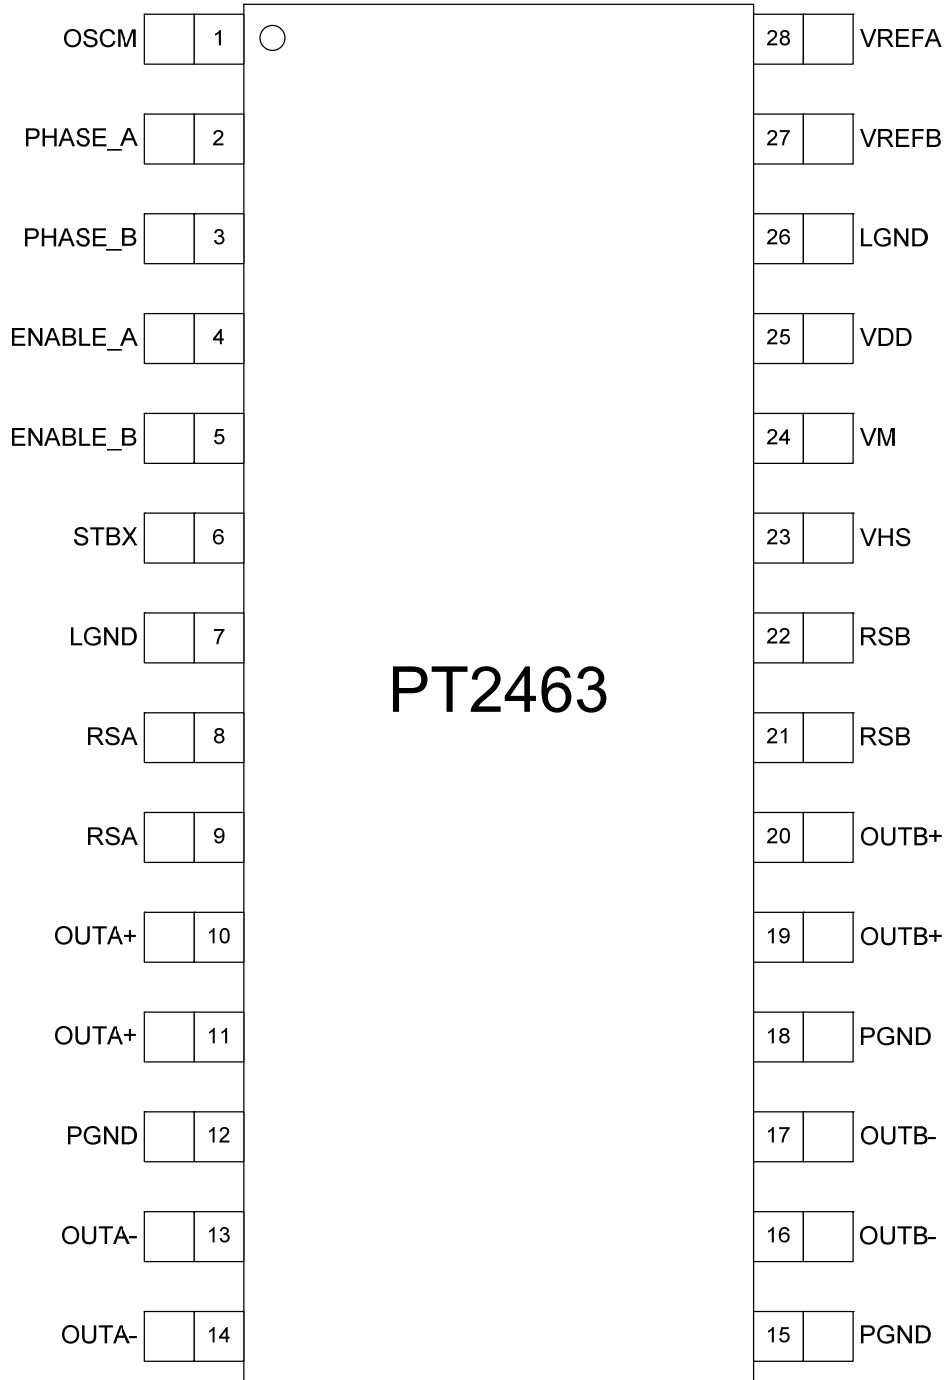 OSCM 1 28 VREFA
PHASE_A 2 27 VREFB
PHASE_B 3 26 LGND
ENABLE_A 4 25 VDD
ENABLE_B 5 24 VM
STBX 6 23 VHS
LGND 7 22 RSB
PT2463
RSA 8 21 RSB
RSA 9 20 OUTB+
OUTA+ 10 19 OUTB+
OUTA+ 11 18 PGND
PGND 12 17 OUTB-
OUTA- 13 16 OUTB-
OUTA- 14 15 PGND